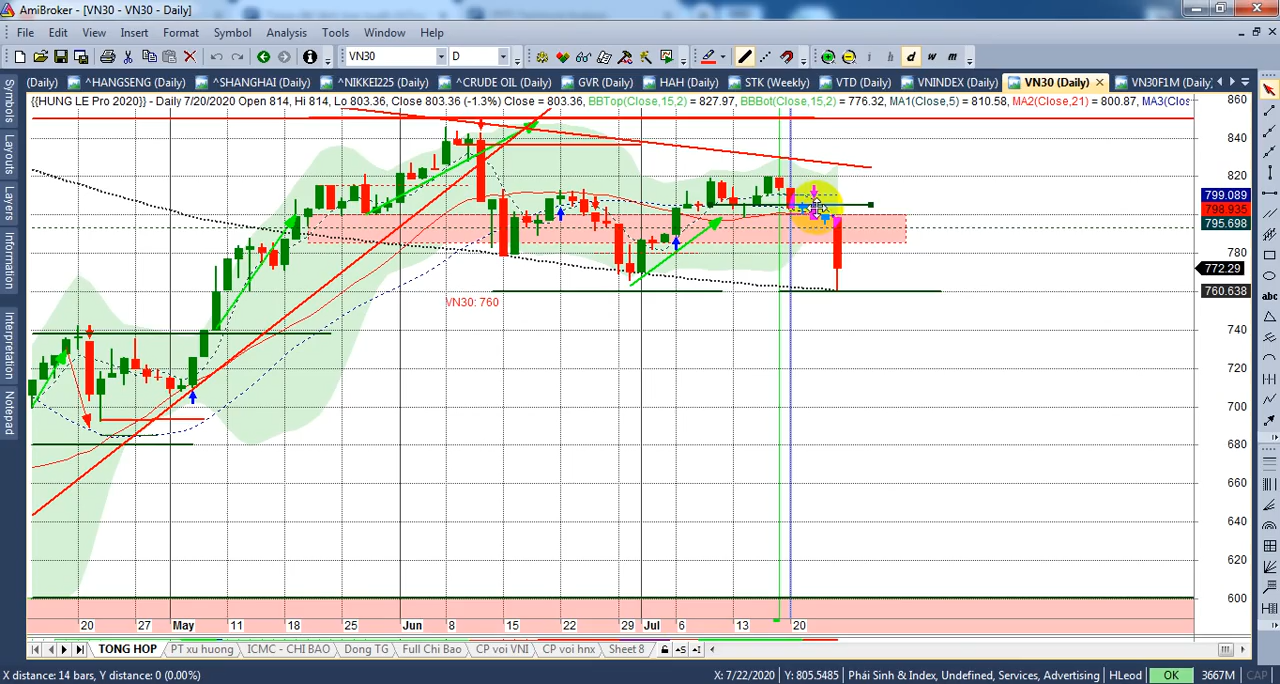 AmiBroker - [VN30 - VN30 - Daily]
File Edit View Insert Format Symbol Analysis Tools Window Help
VN30 D i h d w m
(Daily) ^HANGSENG (Daily) ^SHANGHAI (Daily) ^NIKKEI225 (Daily) ^CRUDE OIL (Daily) GVR (Daily) HAH (Daily) STK (Weekly) VTD (Daily) VNINDEX (Daily) VN30 (Daily) VN30F1M (Daily)
{{HUNG LE Pro 2020}} - Daily 7/20/2020 Open 814, Hi 814, Lo 803.36, Close 803.36 (-1.3%) Close = 803.36, BBTop(Close,15,2) = 827.97, BBBot(Close,15,2) = 776.32, MA1(Close,5) = 810.58, MA2(Close,21) = 800.87, MA3(Clos
Symbols
Layouts
Layers
Information
Interpretation
Notepad
860
840
820
799.089
798.935
795.698
780
772.29
760.638
740
720
700
680
660
640
620
600
VN30: 760
abc
20 27 May 11 18 25 Jun 8 15 22 29 Jul 6 13 20
TONG HOP PT xu huong ICMC - CHI BAO Dong TG Full Chi Bao CP voi VNI CP voi hnx Sheet 8
X distance: 14 bars, Y distance: 0 (0.00%) X: 7/22/2020 Y: 805.5485 Phái Sinh & Index, Undefined, Services, Advertising HLeod OK 3667M CAP